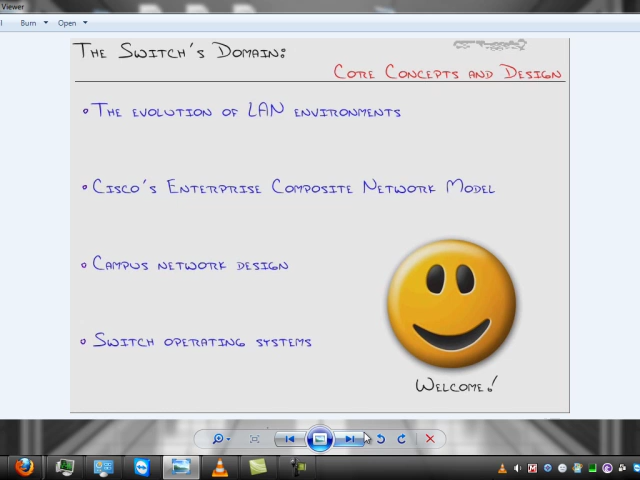 Viewer
Burn
Open
The Switch's Domain:
Core Concepts and Design
The evolution of LAN environments
Cisco's Enterprise Composite Network Model
Campus network design
Switch operating systems
Welcome!